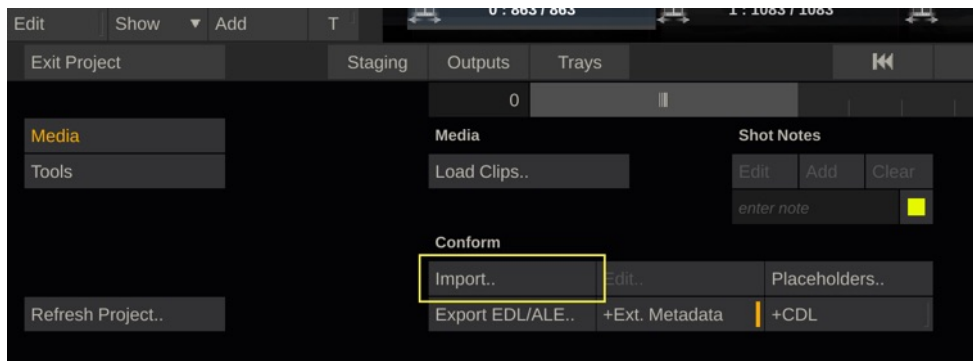 Edit Show ▼ Add T 0 : 863 / 863 1 : 1083 / 1083
Exit Project Staging Outputs Trays
0
Media Media Shot Notes
Tools Load Clips.. Edit Add Clear
enter note
Conform
Import.. Edit.. Placeholders..
Refresh Project.. Export EDL/ALE.. +Ext. Metadata +CDL